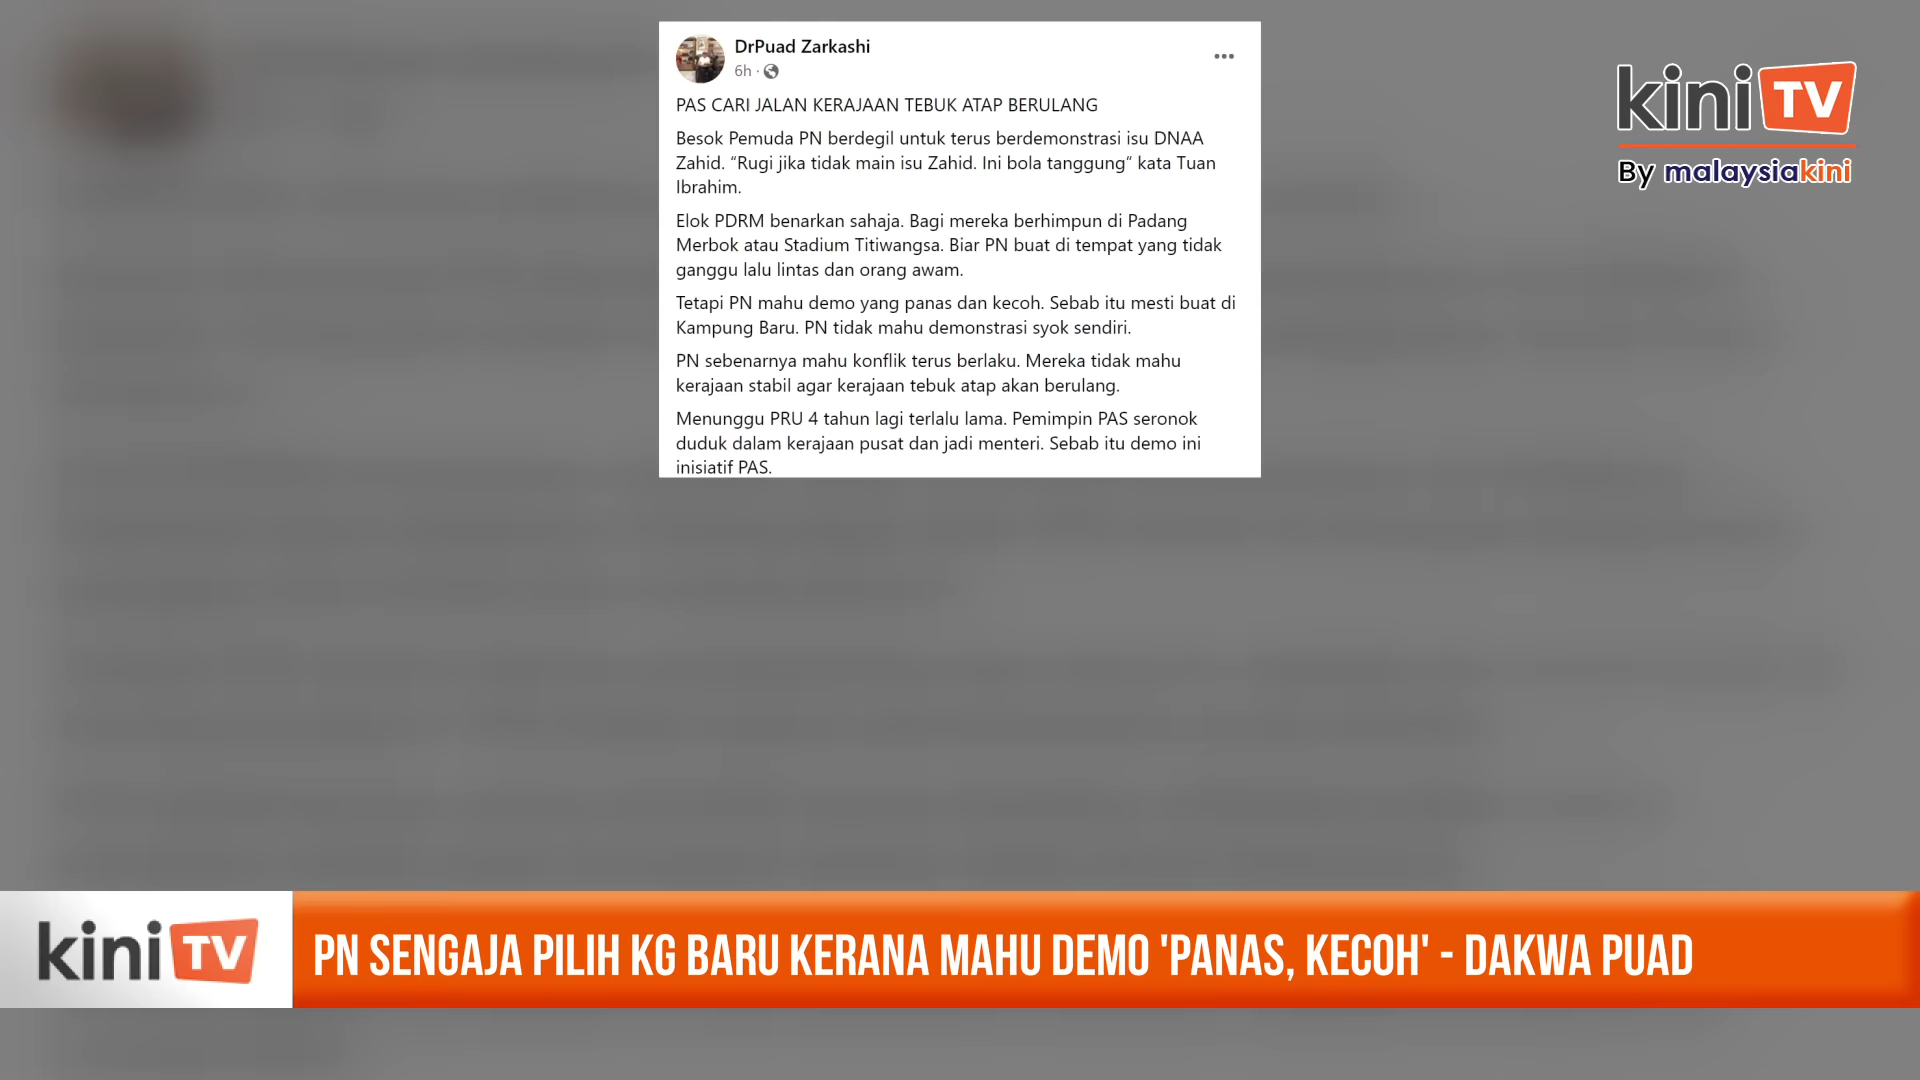 DrPuad Zarkashi
6h ·
PAS CARI JALAN KERAJAAN TEBUK ATAP BERULANG
Besok Pemuda PN berdegil untuk terus berdemonstrasi isu DNAA
Zahid. “Rugi jika tidak main isu Zahid. Ini bola tanggung” kata Tuan
Ibrahim.
Elok PDRM benarkan sahaja. Bagi mereka berhimpun di Padang
Merbok atau Stadium Titiwangsa. Biar PN buat di tempat yang tidak
ganggu lalu lintas dan orang awam.
Tetapi PN mahu demo yang panas dan kecoh. Sebab itu mesti buat di
Kampung Baru. PN tidak mahu demonstrasi syok sendiri.
PN sebenarnya mahu konflik terus berlaku. Mereka tidak mahu
kerajaan stabil agar kerajaan tebuk atap akan berulang.
Menunggu PRU 4 tahun lagi terlalu lama. Pemimpin PAS seronok
duduk dalam kerajaan pusat dan jadi menteri. Sebab itu demo ini
inisiatif PAS.
kini TV
By malaysiakini
kini TV
PN SENGAJA PILIH KG BARU KERANA MAHU DEMO 'PANAS, KECOH' - DAKWA PUAD